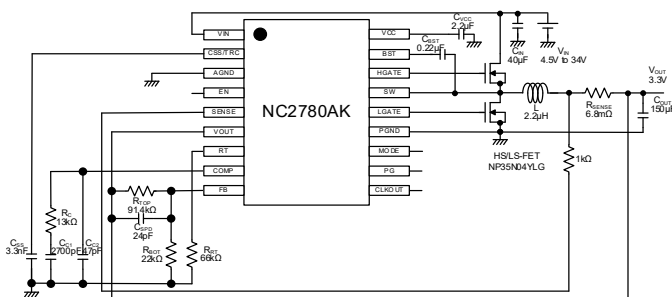 VIN
CSS/TRC
AGND
EN
SENSE
VOUT
RT
COMP
FB
NC2780AK
VCC
BST
HGATE
SW
LGATE
PGND
MODE
PG
CLKOUT
CVCC
2.2µF
CBST
0.22µF
CIN
40µF
VIN
4.5V to 34V
VOUT
3.3V
L
2.2µH
RSENSE
6.8mΩ
COUT
150µF
HS/LS-FET
NP35N04YLG
1kΩ
RTOP
91.4kΩ
CSPD
24pF
RBOT
22kΩ
RRT
66kΩ
RC
13kΩ
CSS
3.3nF
CC1
2700pF
CC2
47pF